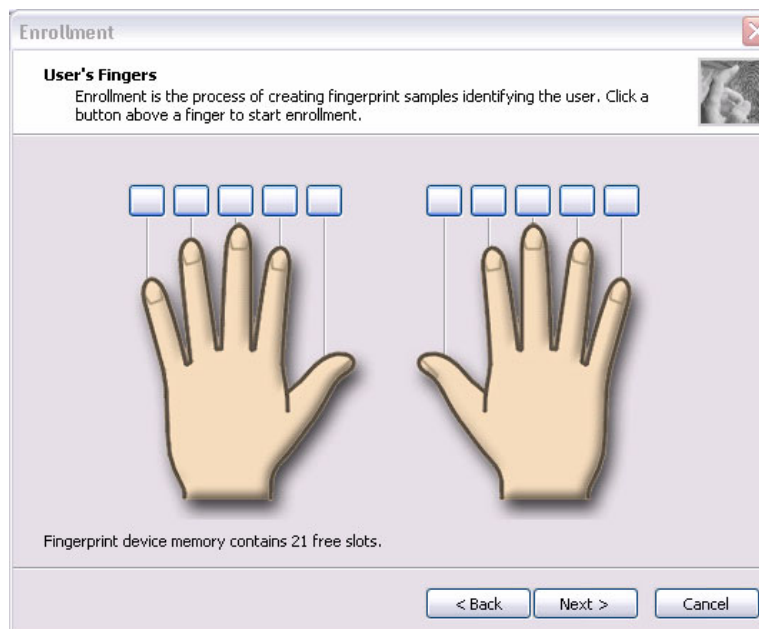 Enrollment
User's Fingers
Enrollment is the process of creating fingerprint samples identifying the user. Click a
button above a finger to start enrollment.
Fingerprint device memory contains 21 free slots.
< Back Next > Cancel